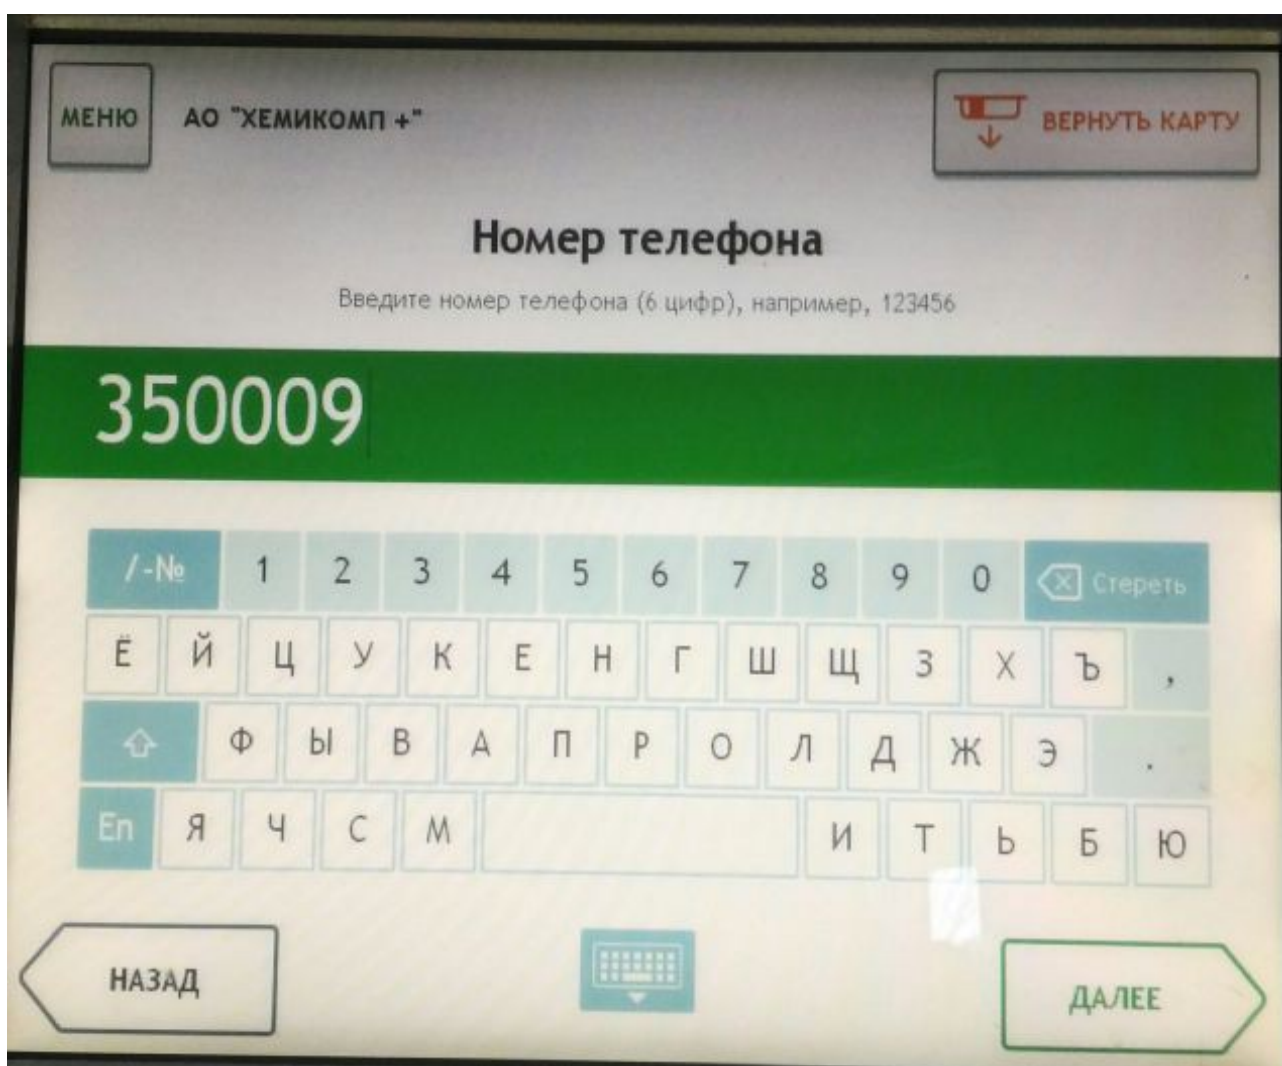 МЕНЮ АО "ХЕМИКОМП +" ВЕРНУТЬ КАРТУ
Номер телефона
Введите номер телефона (6 цифр), например, 123456
350009
/-№ 1 2 3 4 5 6 7 8 9 0 Стереть
Ё Й Ц У К Е Н Г Ш Щ З Х Ъ ,
Ф Ы В А П Р О Л Д Ж Э .
En Я Ч С М И Т Ь Б Ю
НАЗАД ДАЛЕЕ